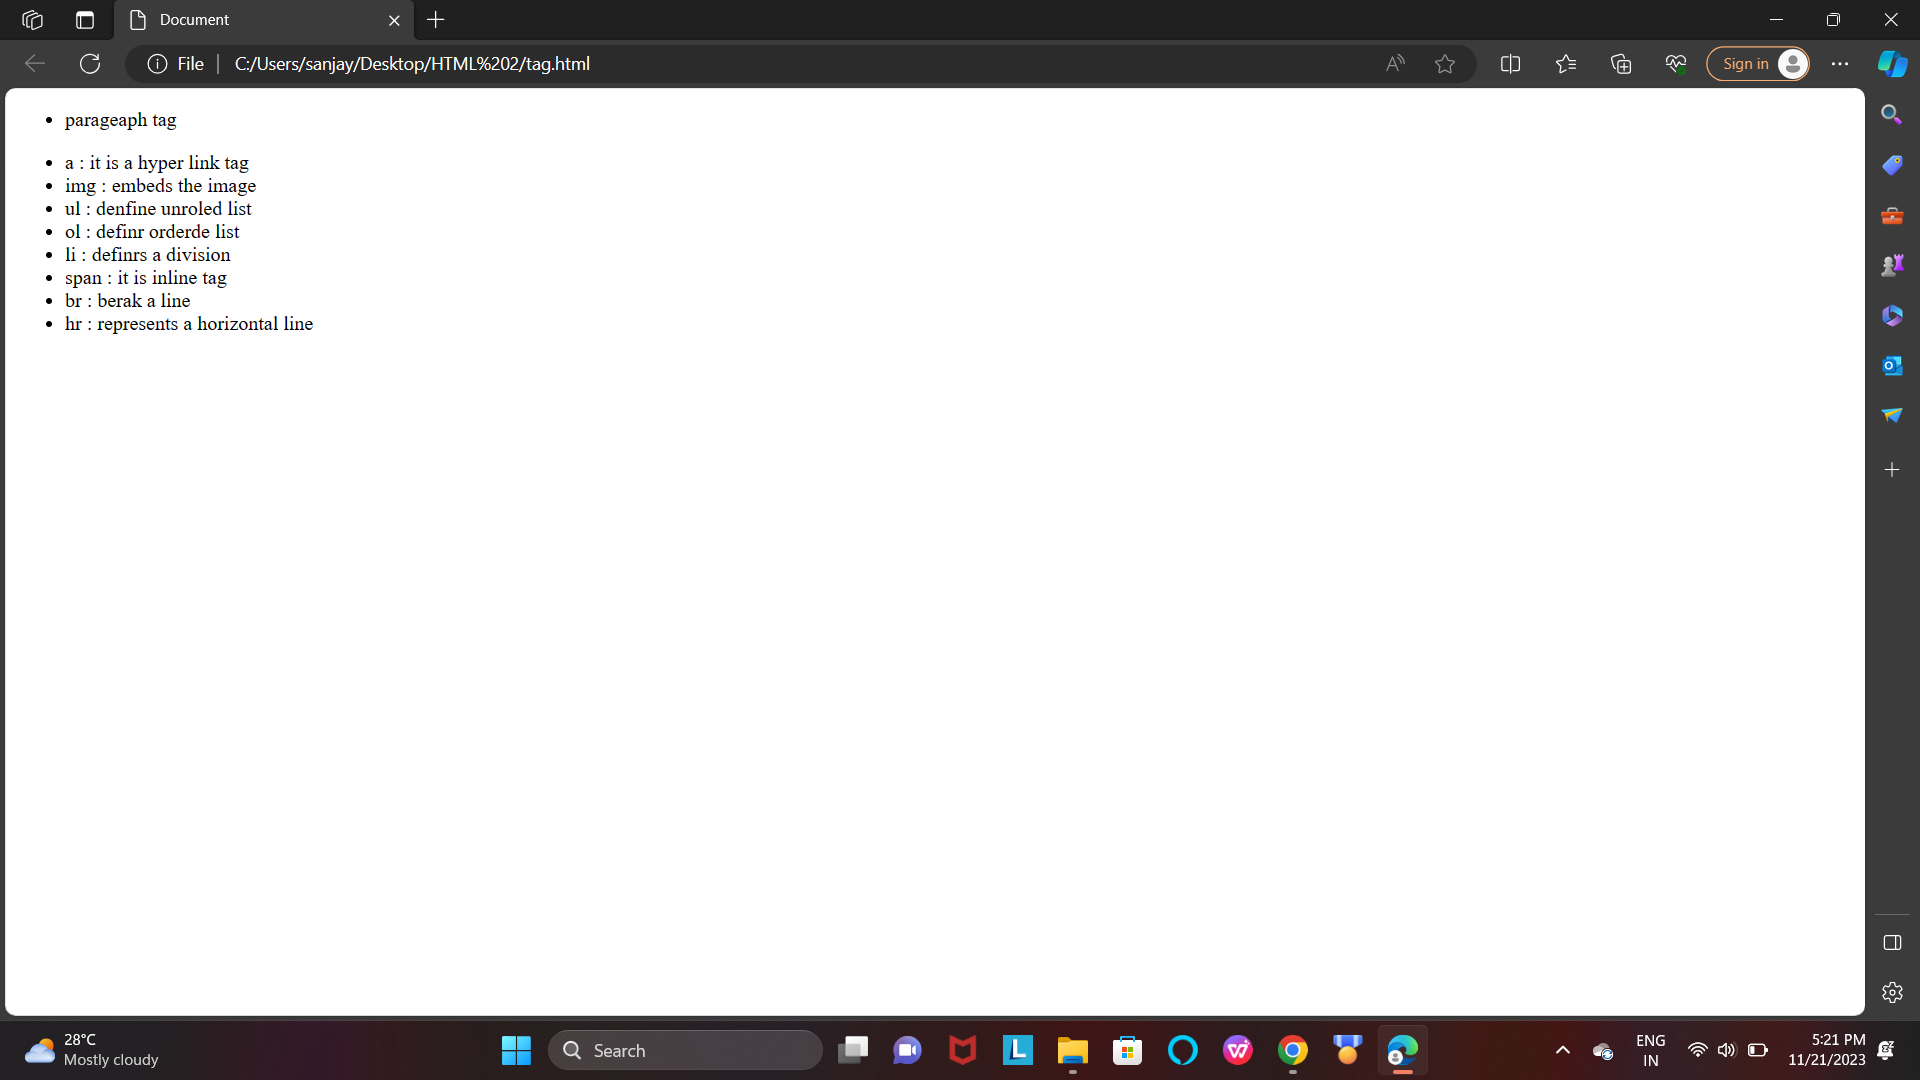 Document
File
C:/Users/sanjay/Desktop/HTML%202/tag.html
Sign in
parageaph tag
a : it is a hyper link tag
img : embeds the image
ul : denfine unroled list
ol : definr orderde list
li : definrs a division
span : it is inline tag
br : berak a line
hr : represents a horizontal line
28°C
Mostly cloudy
Search
ENG
IN
5:21 PM
11/21/2023